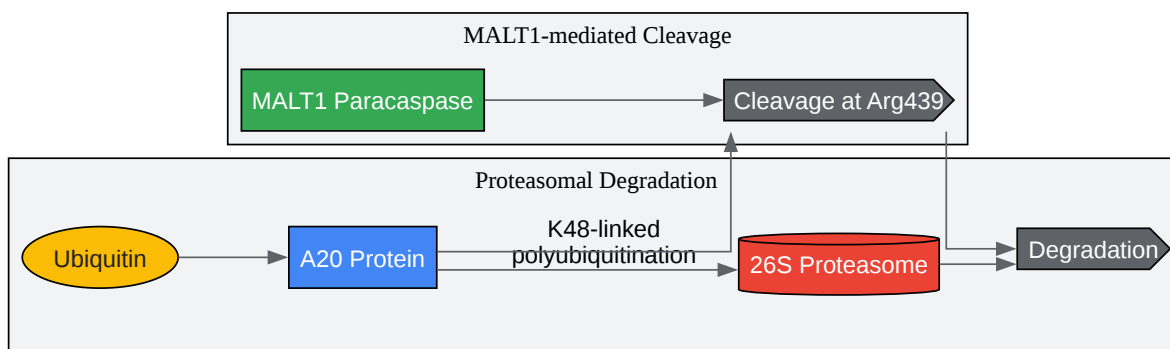 MALT1-mediated Cleavage
MALT1 Paracaspase
Cleavage at Arg439
Proteasomal Degradation
Ubiquitin
A20 Protein
K48-linked
polyubiquitination
26S Proteasome
Degradation